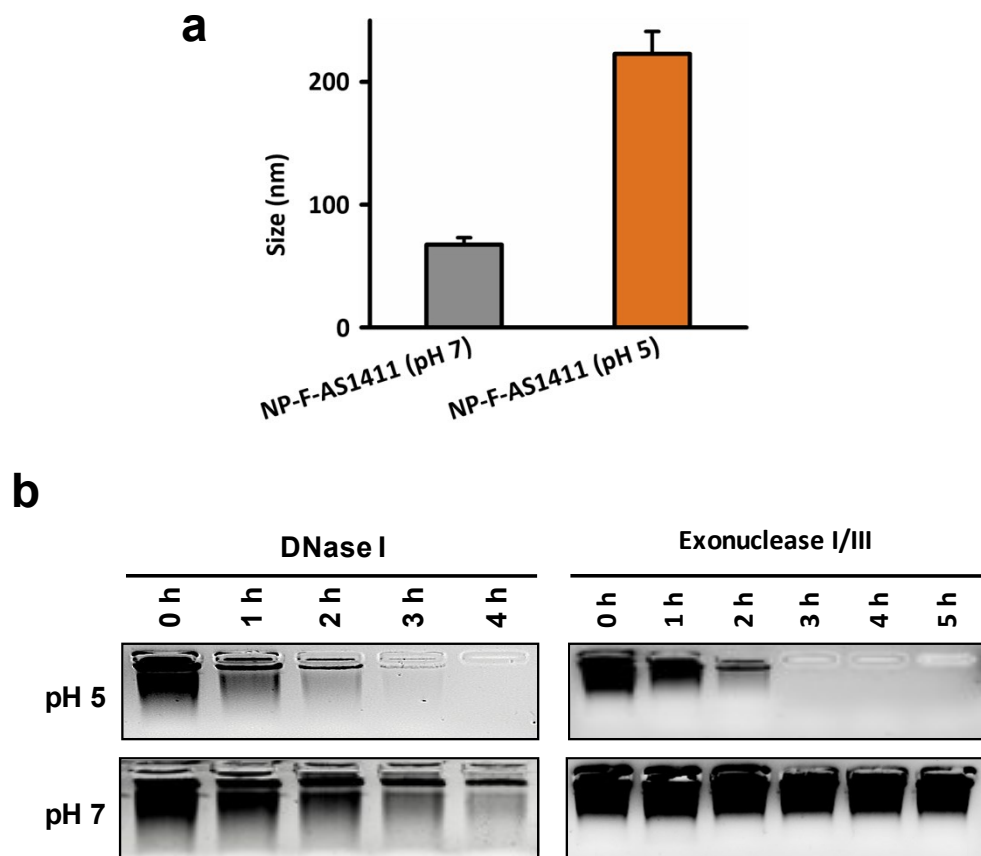 a
Size (nm)
200
100
0
NP-F-AS1411 (pH 7)
NP-F-AS1411 (pH 5)
b
DNase I
Exonuclease I/III
0 h 1 h 2 h 3 h 4 h
0 h 1 h 2 h 3 h 4 h 5 h
pH 5
pH 7